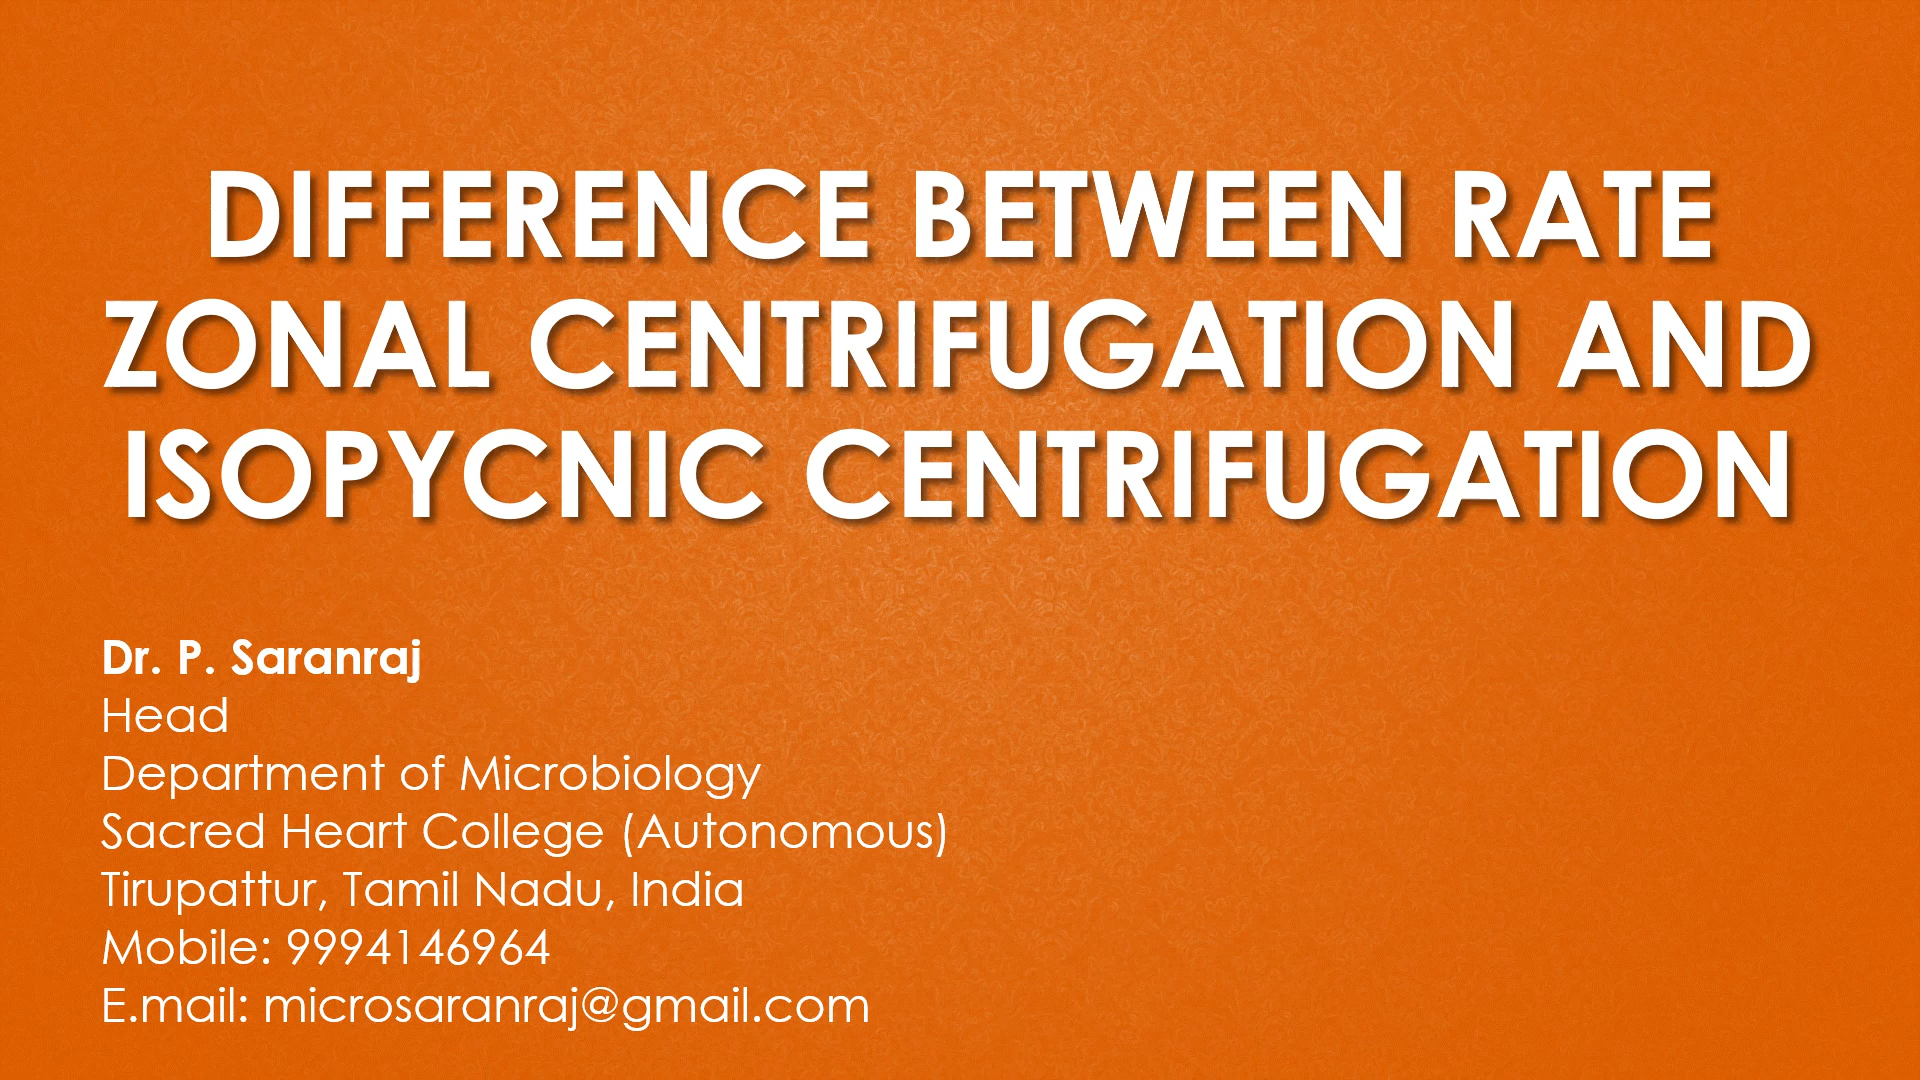 DIFFERENCE BETWEEN RATE
ZONAL CENTRIFUGATION AND
ISOPYCNIC CENTRIFUGATION
Dr. P. Saranraj
Head
Department of Microbiology
Sacred Heart College (Autonomous)
Tirupattur, Tamil Nadu, India
Mobile: 9994146964
E.mail: microsaranraj@gmail.com